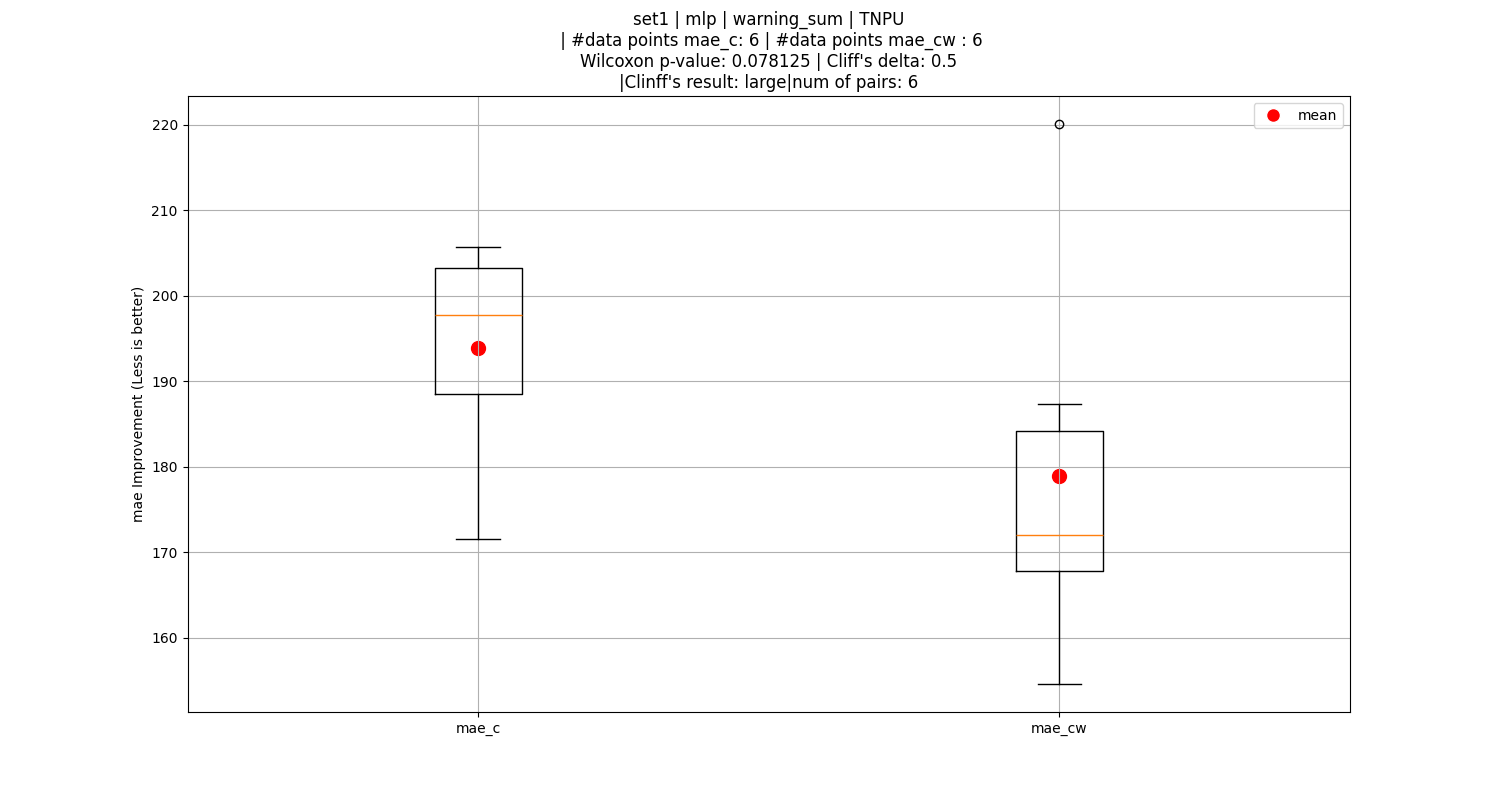 set1 | mlp | warning_sum | TNPU
| #data points mae_c: 6 | #data points mae_cw : 6
Wilcoxon p-value: 0.078125 | Cliff's delta: 0.5
|Clinff's result: large|num of pairs: 6
mean
220
210
200
190
180
170
160
mae Improvement (Less is better)
mae_c
mae_cw